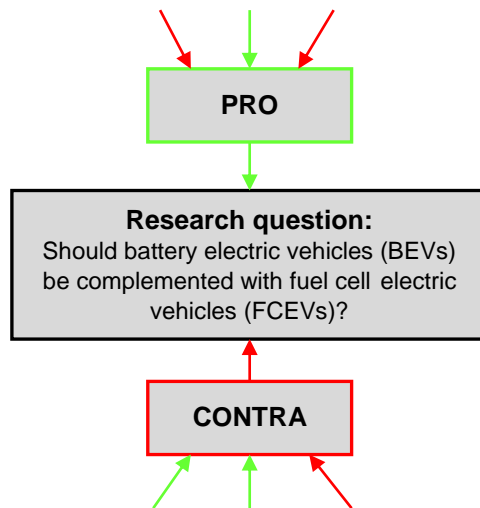 PRO
Research question:
Should battery electric vehicles (BEVs)
be complemented with fuel cell electric
vehicles (FCEVs)?
CONTRA